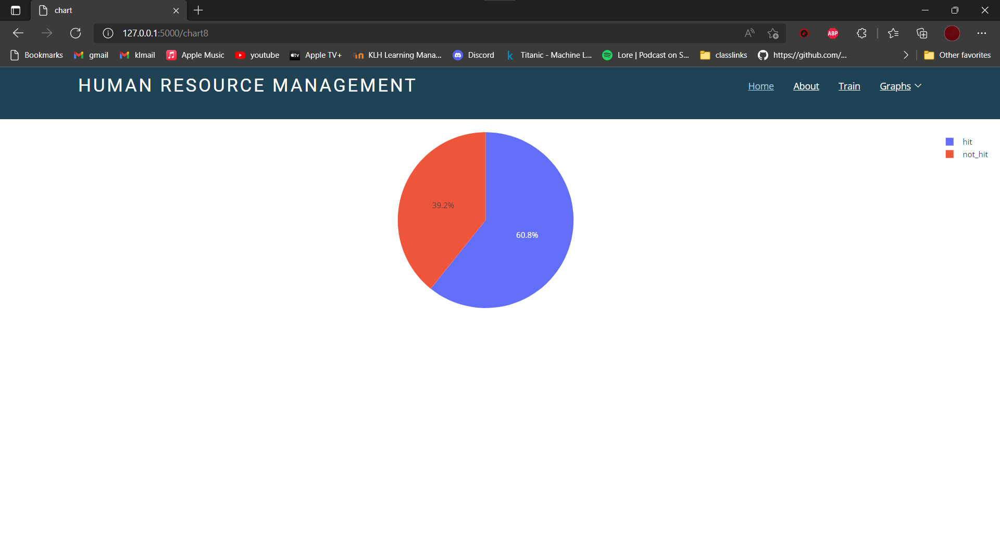 chart
127.0.0.1:5000/chart8
ABP
Bookmarks gmail klmail Apple Music youtube tv Apple TV+ KLH Learning Mana... Discord k Titanic - Machine L... Lore | Podcast on S... classlinks https://github.com/... Other favorites
HUMAN RESOURCE MANAGEMENT Home About Train Graphs
hit
not_hit
39.2%
60.8%